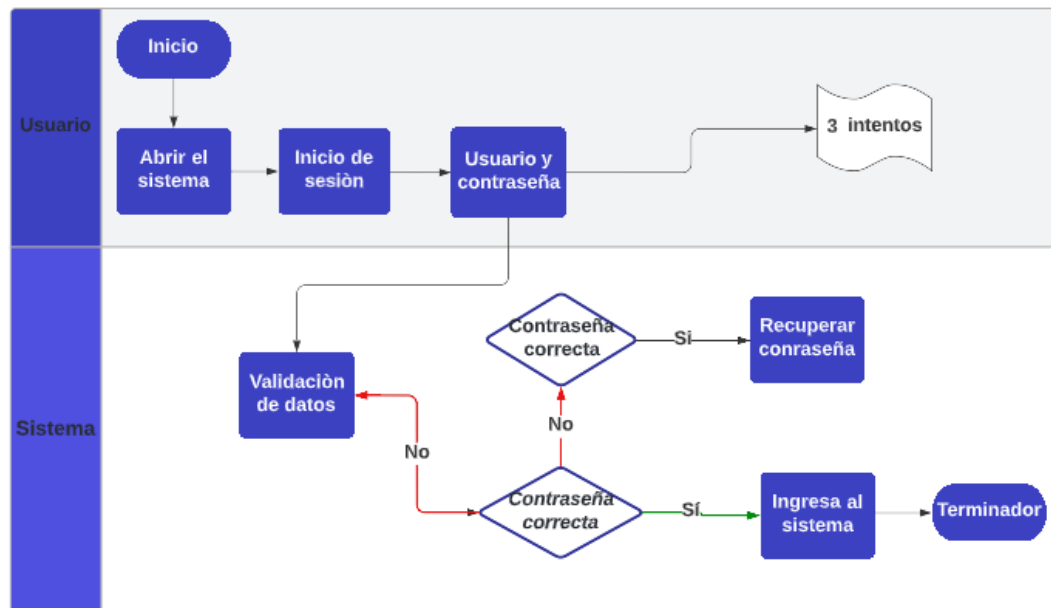 Inicio
Usuario
Abrir el
sistema
Inicio de
sesiòn
Usuario y
contraseña
3 intentos
Sistema
Validaciòn
de datos
No
Contraseña
correcta
Si
Recuperar
conraseña
No
Contraseña
correcta
Sí
Ingresa al
sistema
Terminador